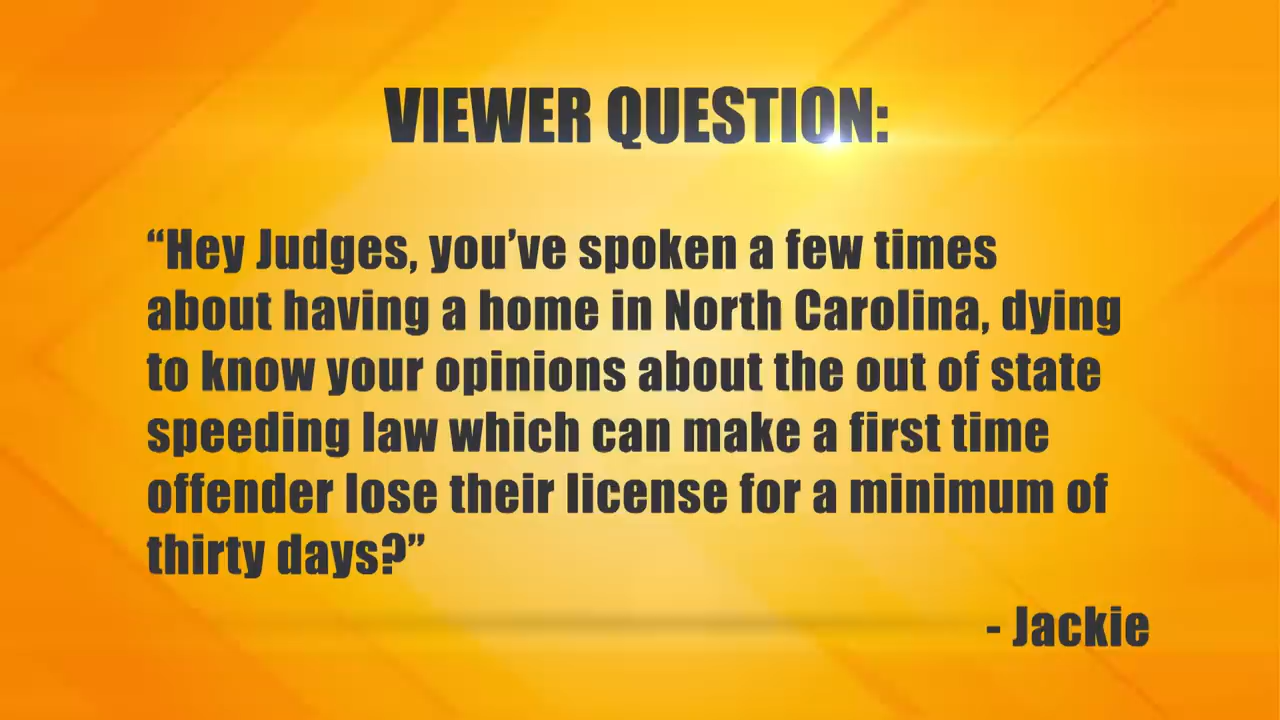 VIEWER QUESTION:
“Hey Judges, you’ve spoken a few times
about having a home in North Carolina, dying
to know your opinions about the out of state
speeding law which can make a first time
offender lose their license for a minimum of
thirty days?”
- Jackie